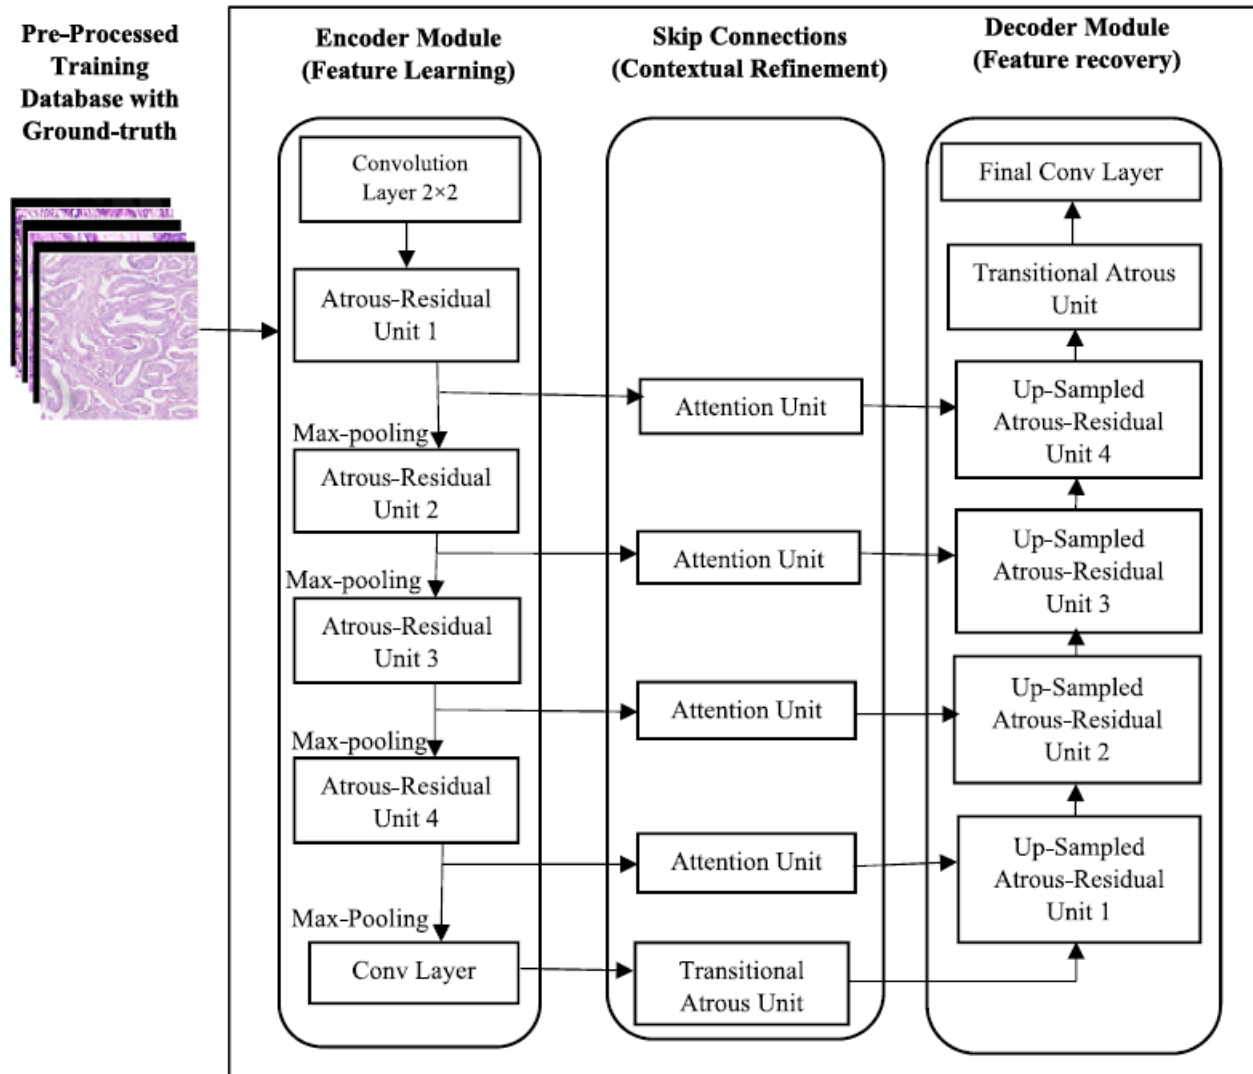 Pre-Processed
Training
Database with
Ground-truth
Encoder Module
(Feature Learning)
Convolution
Layer 2×2
Atrous-Residual
Unit 1
Max-pooling
Atrous-Residual
Unit 2
Max-pooling
Atrous-Residual
Unit 3
Max-pooling
Atrous-Residual
Unit 4
Max-Pooling
Conv Layer
Skip Connections
(Contextual Refinement)
Attention Unit
Attention Unit
Attention Unit
Attention Unit
Transitional
Atrous Unit
Decoder Module
(Feature recovery)
Final Conv Layer
Transitional Atrous
Unit
Up-Sampled
Atrous-Residual
Unit 4
Up-Sampled
Atrous-Residual
Unit 3
Up-Sampled
Atrous-Residual
Unit 2
Up-Sampled
Atrous-Residual
Unit 1